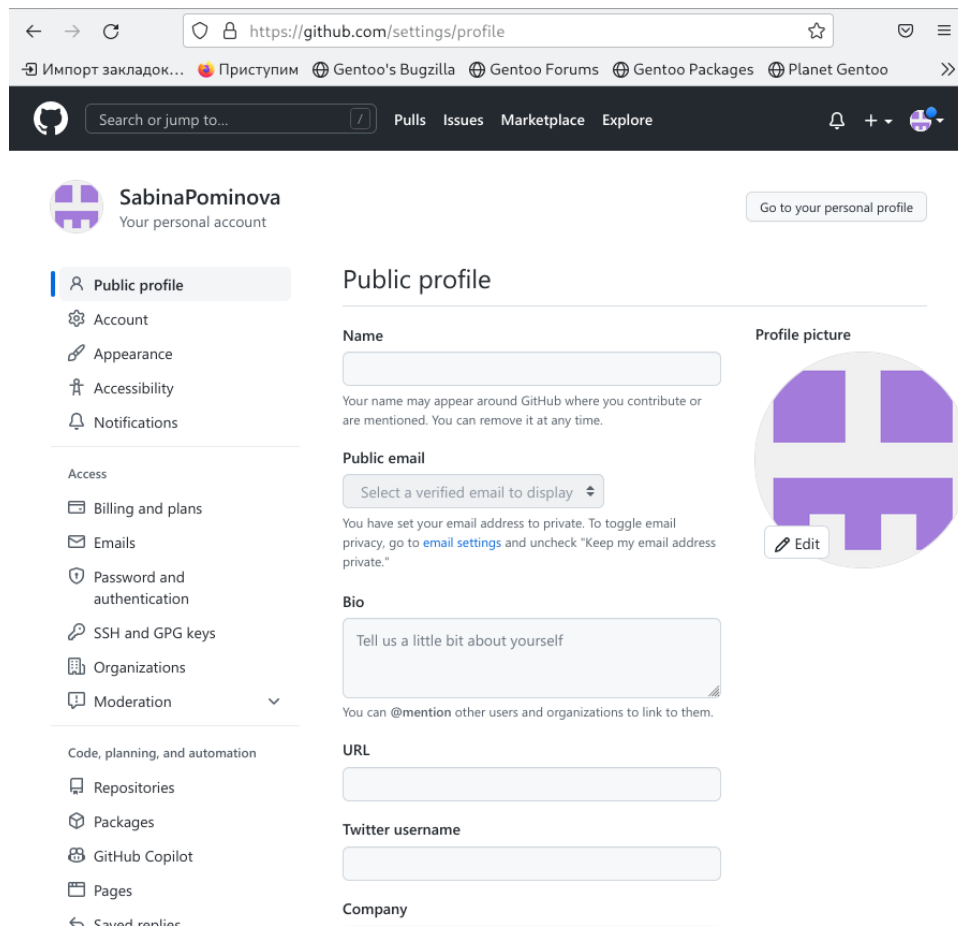 https://github.com/settings/profile
Импорт закладок... Приступим Gentoo's Bugzilla Gentoo Forums Gentoo Packages Planet Gentoo
Search or jump to... / Pulls Issues Marketplace Explore
SabinaPominova
Your personal account
Go to your personal profile
Public profile
Account
Appearance
Accessibility
Notifications
Access
Billing and plans
Emails
Password and
authentication
SSH and GPG keys
Organizations
Moderation
Code, planning, and automation
Repositories
Packages
GitHub Copilot
Pages
Saved replies
Public profile
Name
Your name may appear around GitHub where you contribute or
are mentioned. You can remove it at any time.
Public email
Select a verified email to display
You have set your email address to private. To toggle email
privacy, go to email settings and uncheck "Keep my email address
private."
Bio
Tell us a little bit about yourself
You can @mention other users and organizations to link to them.
URL
Twitter username
Company
Profile picture
Edit